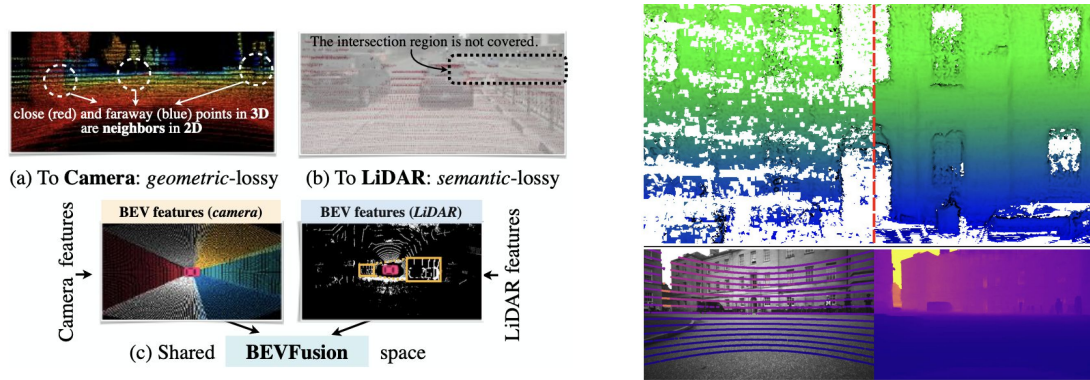 The intersection region is not covered.
close (red) and faraway (blue) points in 3D
are neighbors in 2D
(a) To Camera: geometric-lossy
(b) To LiDAR: semantic-lossy
Camera features
BEV features (camera)
BEV features (LiDAR)
LiDAR features
(c) Shared BEVFusion space